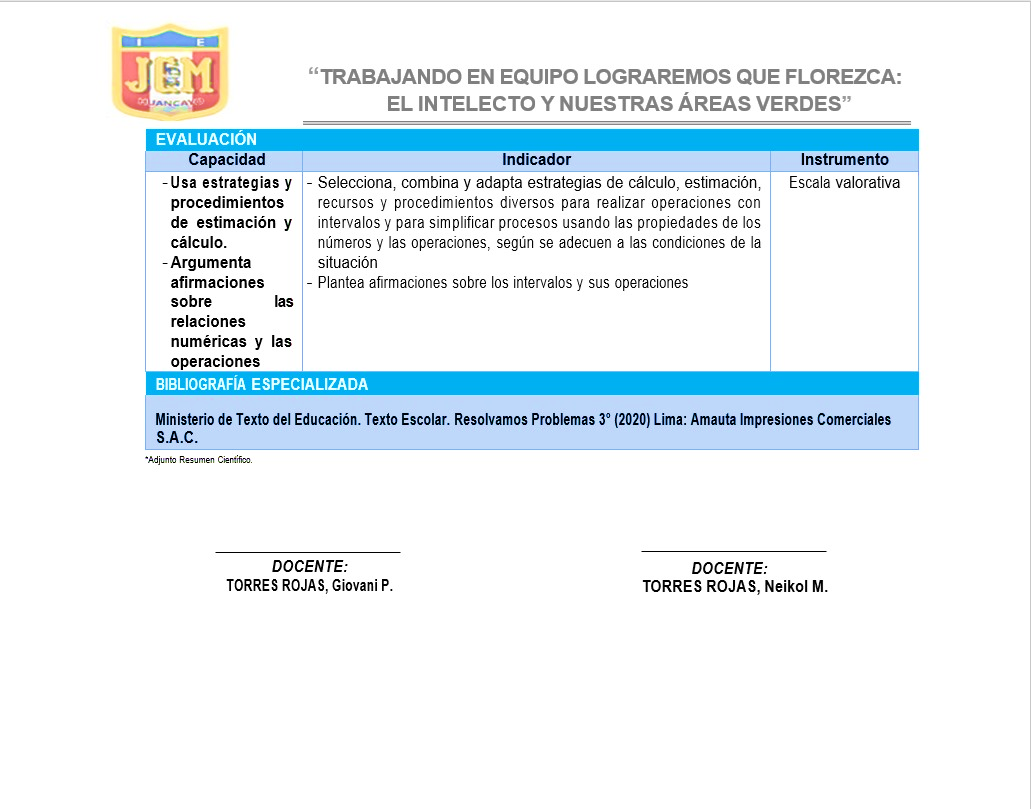 I E
JGM
HUANCAYO
“TRABAJANDO EN EQUIPO LOGRAREMOS QUE FLOREZCA:
EL INTELECTO Y NUESTRAS ÁREAS VERDES”
EVALUACIÓN
Capacidad Indicador Instrumento
- Usa estrategias y
procedimientos
de estimación y
cálculo.
- Argumenta
afirmaciones
sobre las
relaciones
numéricas y las
operaciones
- Selecciona, combina y adapta estrategias de cálculo, estimación,
recursos y procedimientos diversos para realizar operaciones con
intervalos y para simplificar procesos usando las propiedades de los
números y las operaciones, según se adecuen a las condiciones de la
situación
- Plantea afirmaciones sobre los intervalos y sus operaciones
Escala valorativa
BIBLIOGRAFÍA ESPECIALIZADA
Ministerio de Texto del Educación. Texto Escolar. Resolvamos Problemas 3° (2020) Lima: Amauta Impresiones Comerciales
S.A.C.
*Adjunto Resumen Científico.
DOCENTE:
TORRES ROJAS, Giovani P.
DOCENTE:
TORRES ROJAS, Neikol M.